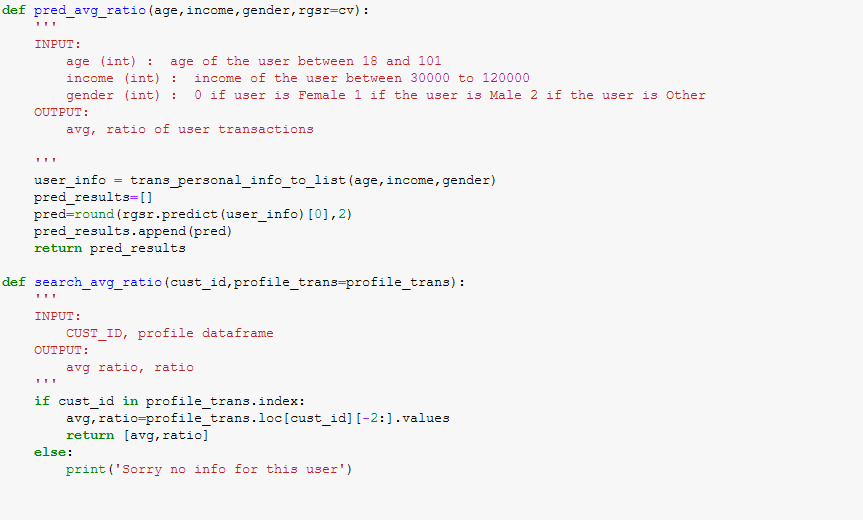 def pred_avg_ratio(age,income,gender,rgsr=cv):
    '''
    INPUT:
        age (int) :  age of the user between 18 and 101
        income (int) :  income of the user between 30000 to 120000
        gender (int) :  0 if user is Female 1 if the user is Male 2 if the user is Other
    OUTPUT:
        avg, ratio of user transactions

    '''
    user_info = trans_personal_info_to_list(age,income,gender)
    pred_results=[]
    pred=round(rgsr.predict(user_info)[0],2)
    pred_results.append(pred)
    return pred_results

def search_avg_ratio(cust_id,profile_trans=profile_trans):
    '''
    INPUT:
        CUST_ID, profile dataframe
    OUTPUT:
        avg ratio, ratio
    '''
    if cust_id in profile_trans.index:
        avg,ratio=profile_trans.loc[cust_id][-2:].values
        return [avg,ratio]
    else:
        print('Sorry no info for this user')